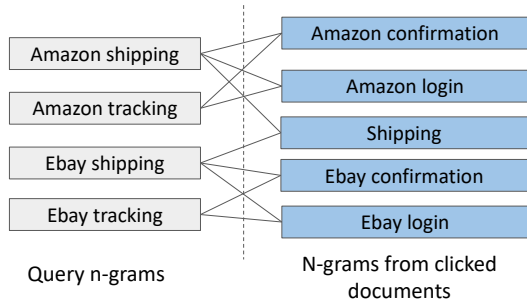 Amazon shipping
Amazon tracking
Ebay shipping
Ebay tracking
Query n-grams
Amazon confirmation
Amazon login
Shipping
Ebay confirmation
Ebay login
N-grams from clicked
documents